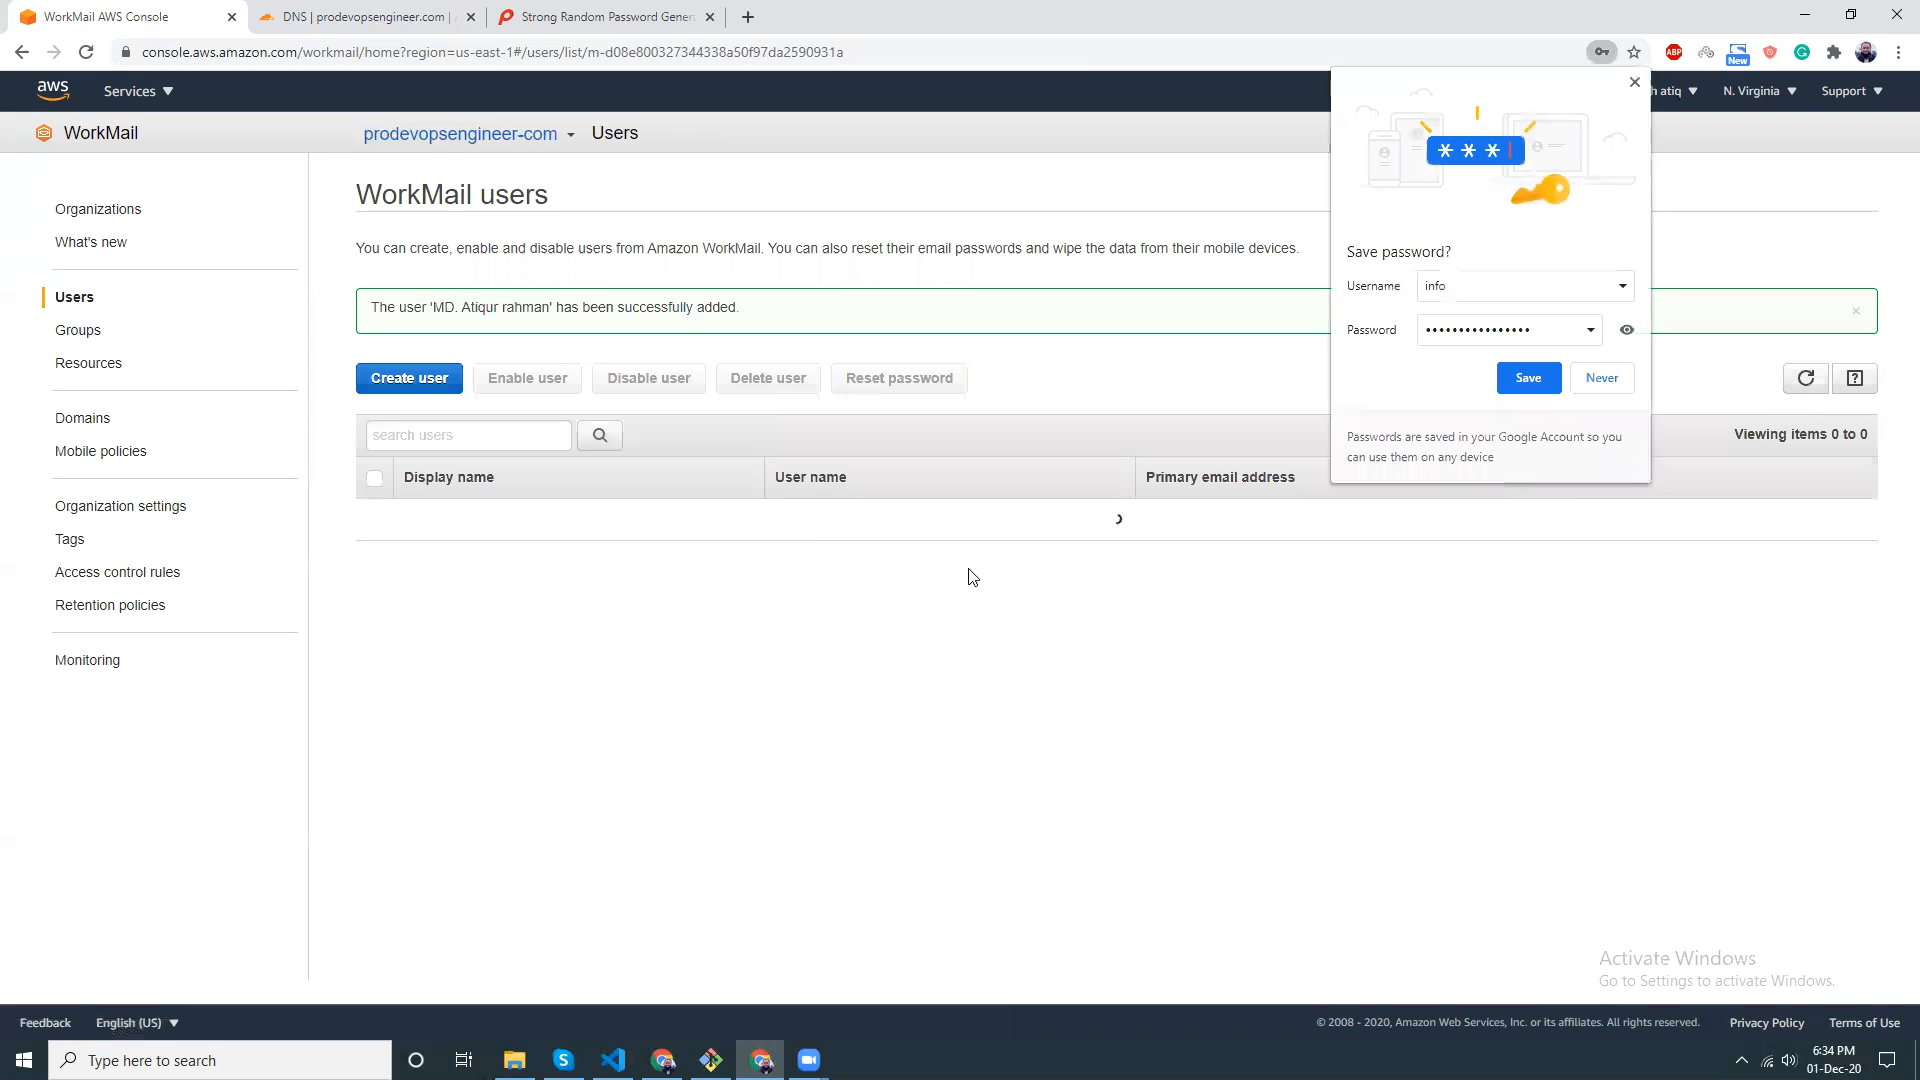 WorkMail AWS Console
DNS | prodevopsengineer.com |
Strong Random Password Gener
console.aws.amazon.com/workmail/home?region=us-east-1#/users/list/m-d08e800327344338a50f97da2590931a
ABP
New
aws
Services
h atiq
N. Virginia
Support
WorkMail
prodevopsengineer-com
Users
Organizations
What's new
Users
Groups
Resources
Domains
Mobile policies
Organization settings
Tags
Access control rules
Retention policies
Monitoring
WorkMail users
You can create, enable and disable users from Amazon WorkMail. You can also reset their email passwords and wipe the data from their mobile devices.
The user 'MD. Atiqur rahman' has been successfully added.
Create user
Enable user
Disable user
Delete user
Reset password
search users
Viewing items 0 to 0
Display name
User name
Primary email address
* * *
Save password?
Username
info
Password
••••••••••••••••
Save
Never
Passwords are saved in your Google Account so you
can use them on any device
Activate Windows
Go to Settings to activate Windows.
Feedback
English (US)
© 2008 - 2020, Amazon Web Services, Inc. or its affiliates. All rights reserved.
Privacy Policy
Terms of Use
Type here to search
6:34 PM
01-Dec-20